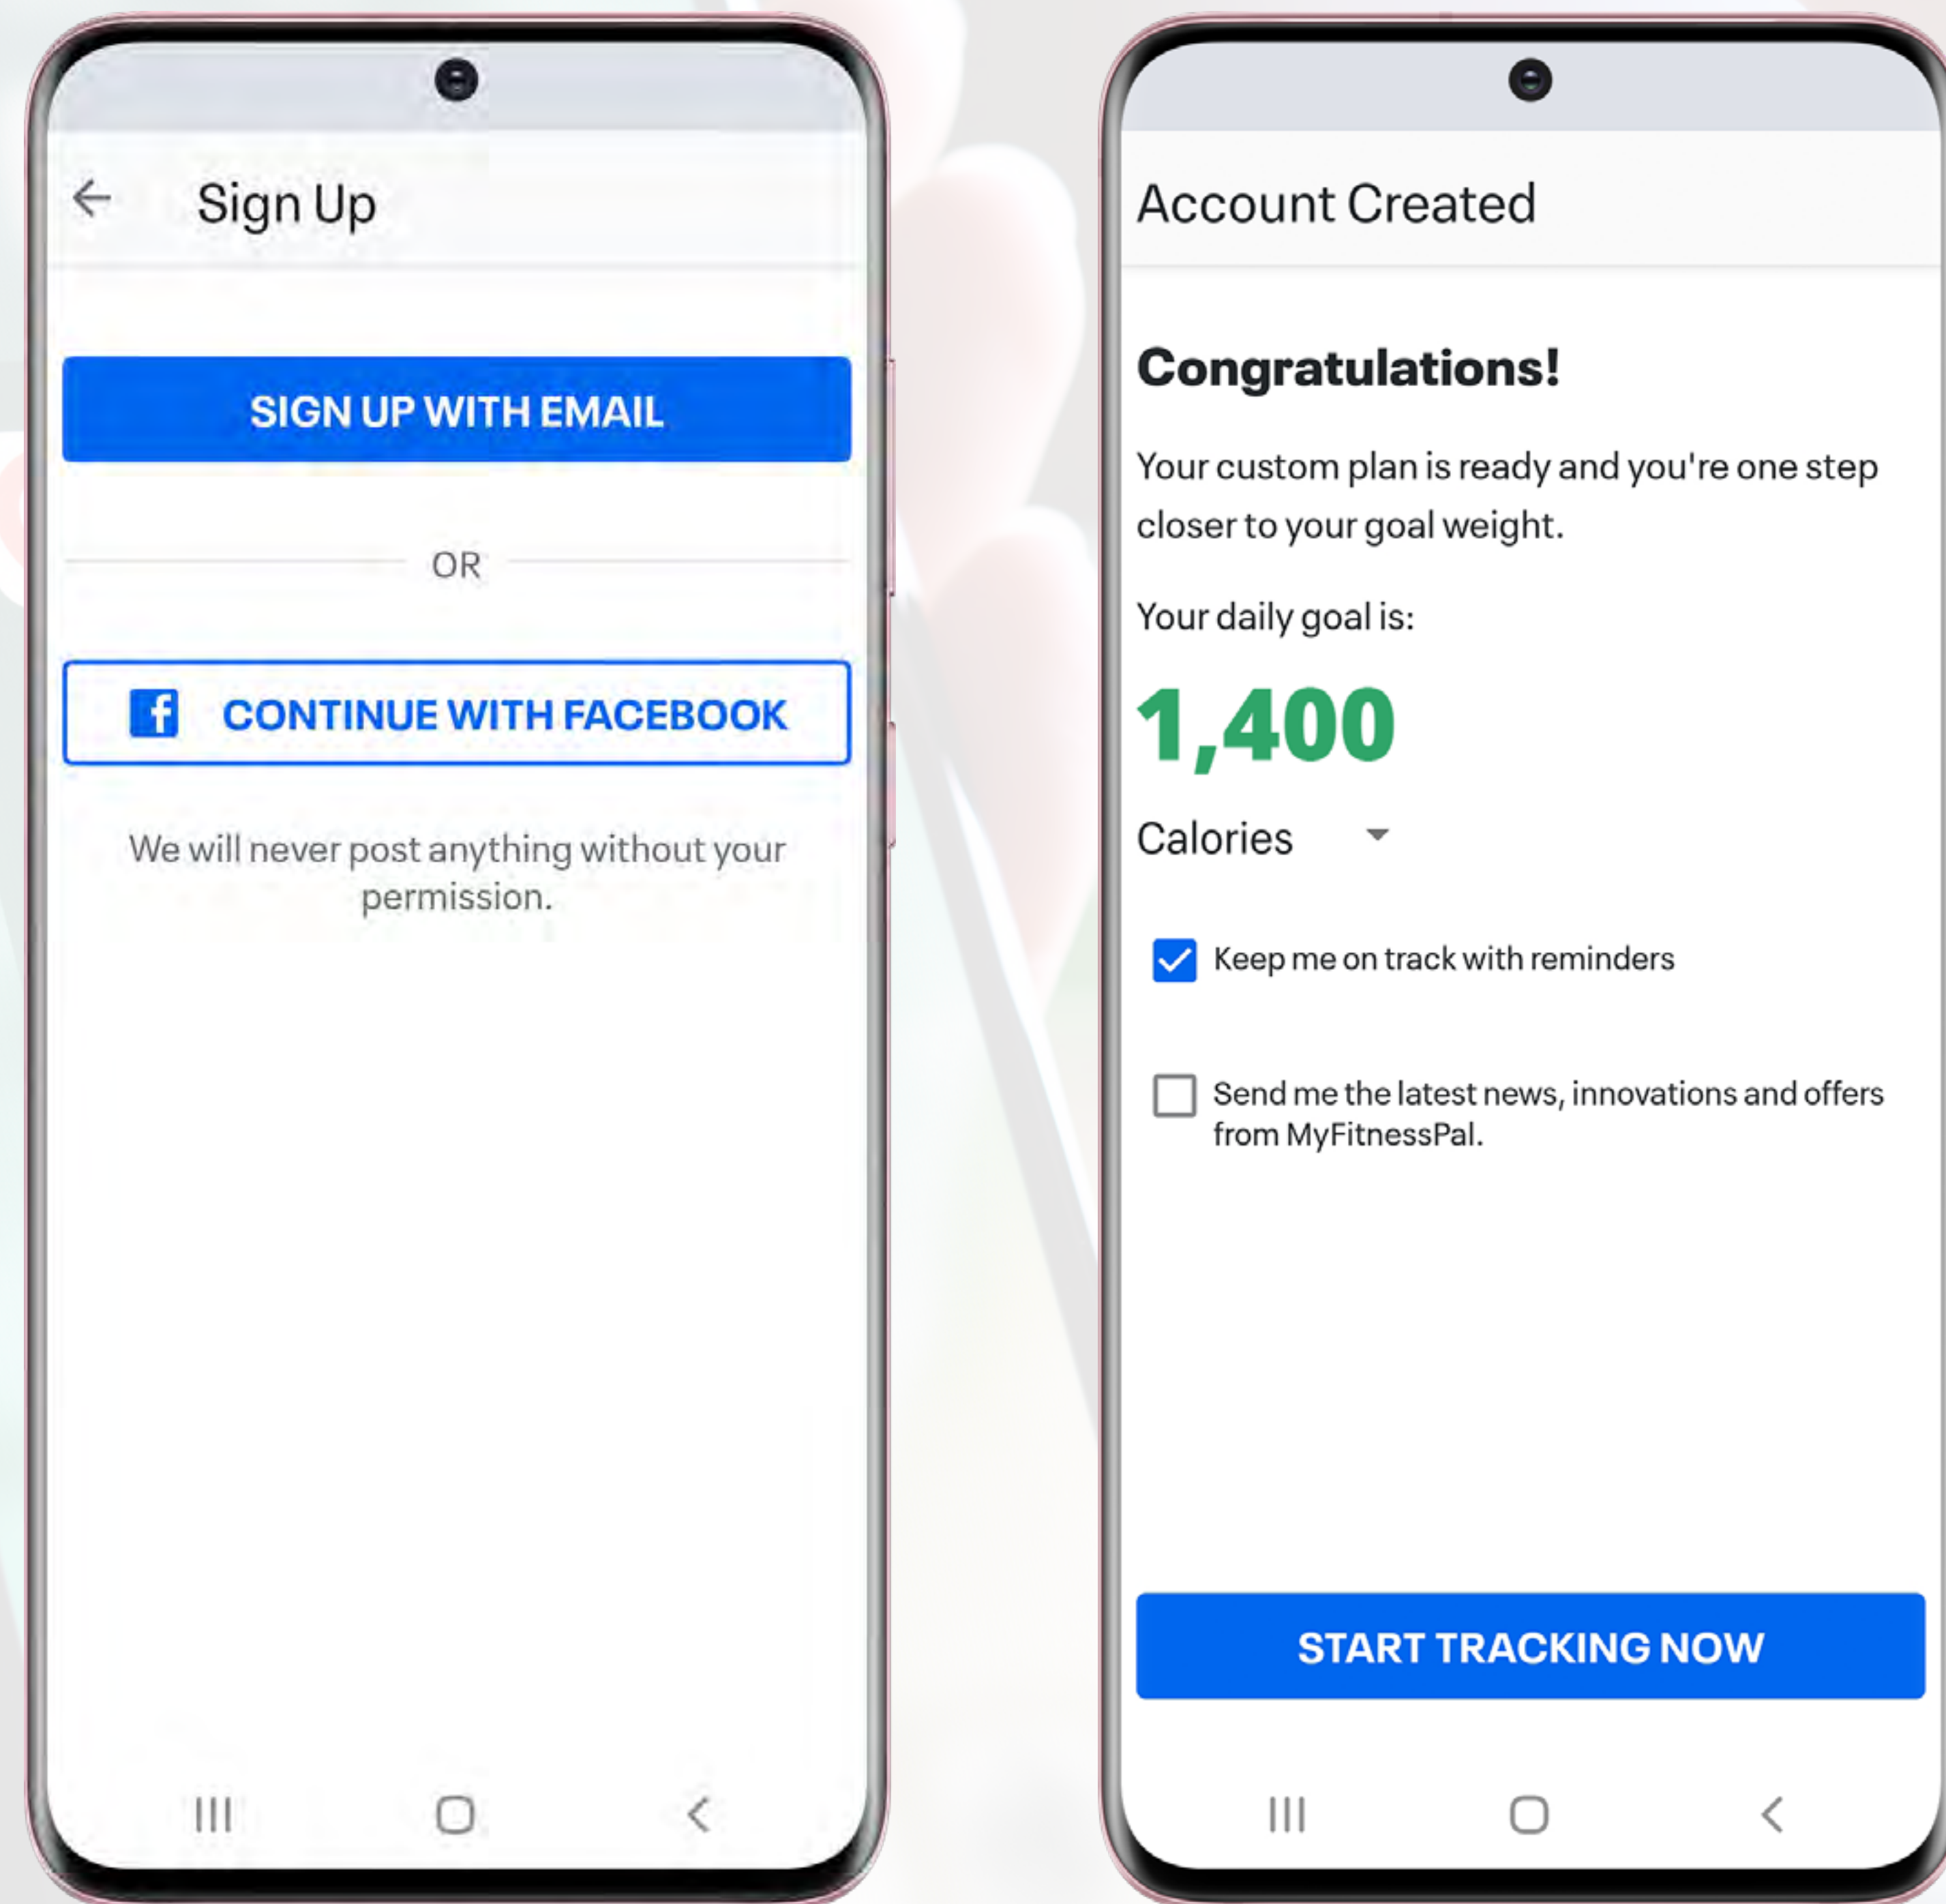 Sign Up
SIGN UP WITH EMAIL
OR
f CONTINUE WITH FACEBOOK
We will never post anything without your
permission.
Account Created
Congratulations!
Your custom plan is ready and you're one step
closer to your goal weight.
Your daily goal is:
1,400
Calories
Keep me on track with reminders
Send me the latest news, innovations and offers
from MyFitnessPal.
START TRACKING NOW